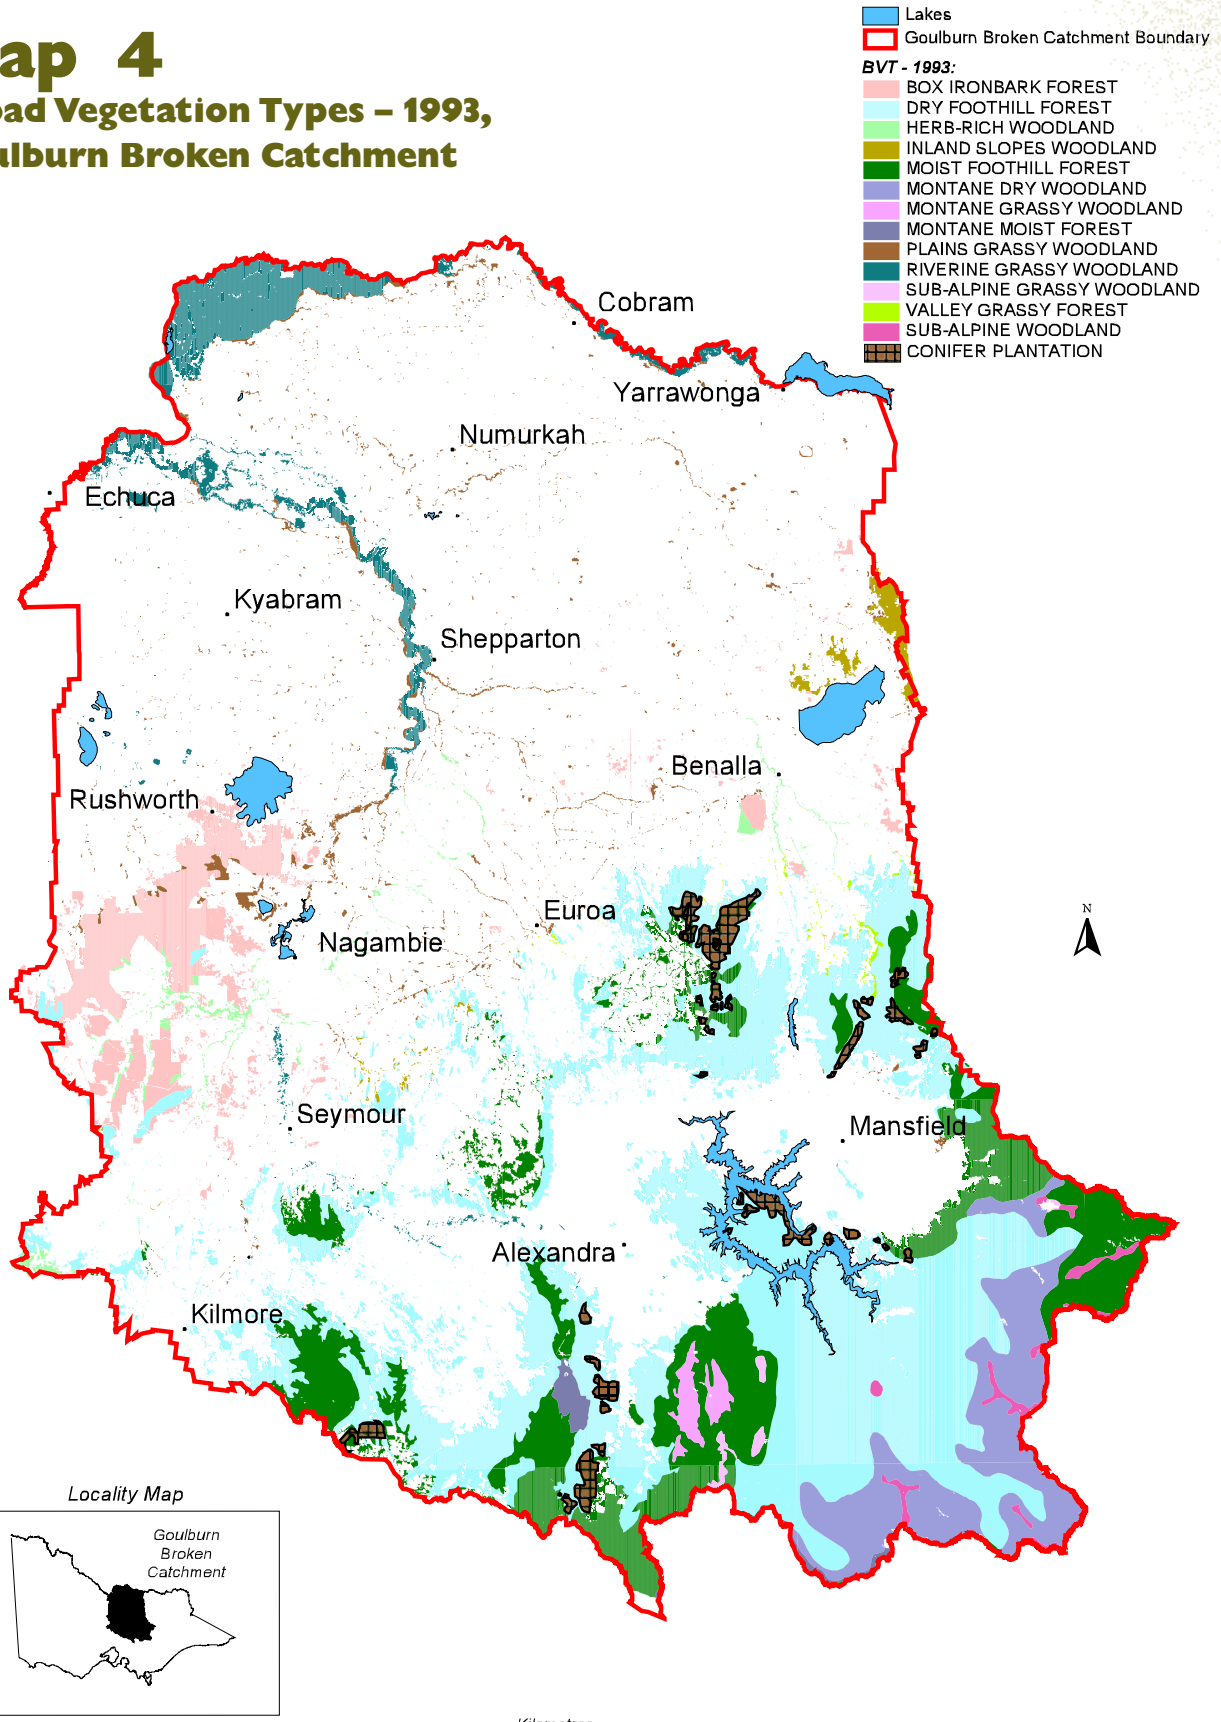 ap 4
oad Vegetation Types – 1993,
ulburn Broken Catchment
Lakes
Goulburn Broken Catchment Boundary
BVT - 1993:
BOX IRONBARK FOREST
DRY FOOTHILL FOREST
HERB-RICH WOODLAND
INLAND SLOPES WOODLAND
MOIST FOOTHILL FOREST
MONTANE DRY WOODLAND
MONTANE GRASSY WOODLAND
MONTANE MOIST FOREST
PLAINS GRASSY WOODLAND
RIVERINE GRASSY WOODLAND
SUB-ALPINE GRASSY WOODLAND
VALLEY GRASSY FOREST
SUB-ALPINE WOODLAND
CONIFER PLANTATION
Cobram
Yarrawonga
Numurkah
Echuca
Kyabram
Shepparton
Benalla
Rushworth
Euroa
Nagambie
N
Seymour
Mansfield
Alexandra
Kilmore
Locality Map
Goulburn
Broken
Catchment